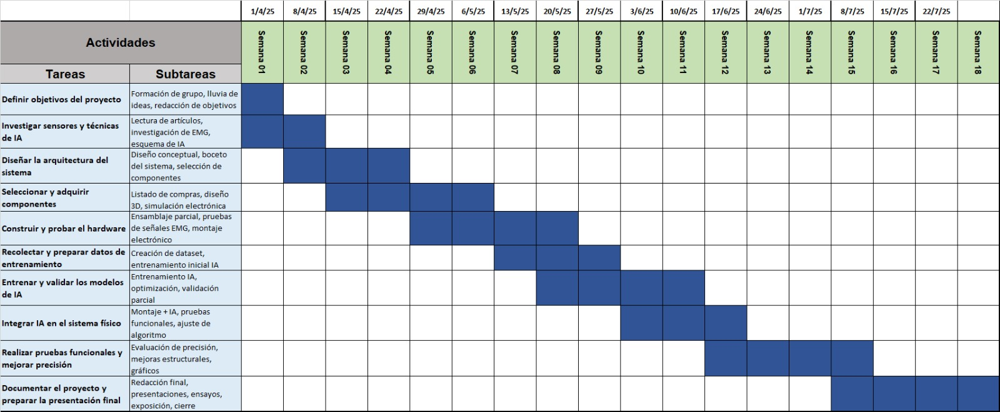 1/4/25 8/4/25 15/4/25 22/4/25 29/4/25 6/5/25 13/5/25 20/5/25 27/5/25 3/6/25 10/6/25 17/6/25 24/6/25 1/7/25 8/7/25 15/7/25 22/7/25
Actividades
Semana 01
Semana 02
Semana 03
Semana 04
Semana 05
Semana 06
Semana 07
Semana 08
Semana 09
Semana 10
Semana 11
Semana 12
Semana 13
Semana 14
Semana 15
Semana 16
Semana 17
Semana 18
Tareas
Subtareas
Definir objetivos del proyecto
Formación de grupo, lluvia de
ideas, redacción de objetivos
Investigar sensores y técnicas
de IA
Lectura de artículos,
investigación de EMG,
esquema de IA
Diseñar la arquitectura del
sistema
Diseño conceptual, boceto
del sistema, selección de
componentes
Seleccionar y adquirir
componentes
Listado de compras, diseño
3D, simulación electrónica
Construir y probar el hardware
Ensamblaje parcial, pruebas
de señales EMG, montaje
electrónico
Recolectar y preparar datos de
entrenamiento
Creación de dataset,
entrenamiento inicial IA
Entrenar y validar los modelos
de IA
Entrenamiento IA,
optimización, validación
parcial
Integrar IA en el sistema físico
Montaje + IA, pruebas
funcionales, ajuste de
algoritmo
Realizar pruebas funcionales y
mejorar precisión
Evaluación de precisión,
mejoras estructurales,
gráficos
Documentar el proyecto y
preparar la presentación final
Redacción final,
presentaciones, ensayos,
exposición, cierre